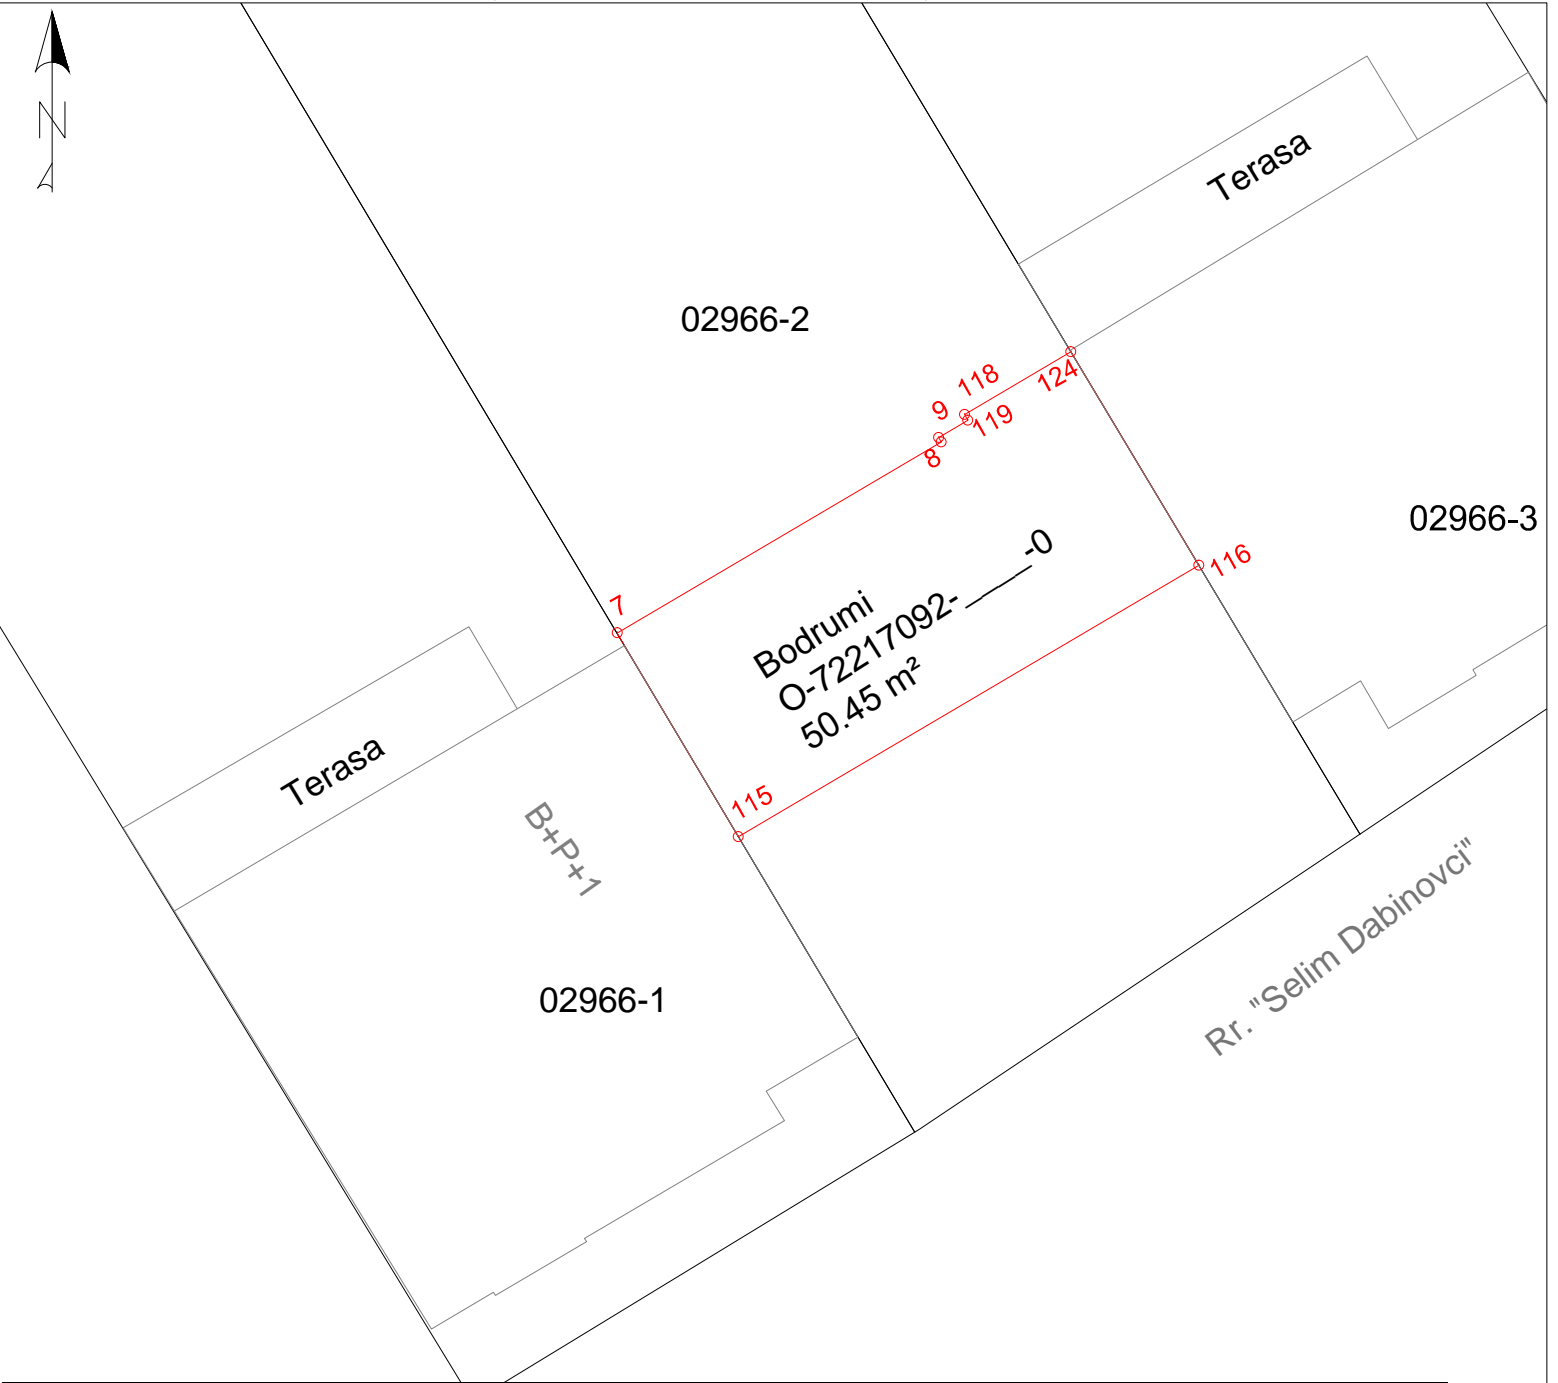 N
Terasa
02966-2
118
124
9
119
8
02966-3
116
7
Bodrumi
O-72217092-______-0
50.45 m²
Terasa
115
B+P+1
Rr. "Selim Dabinovci"
02966-1